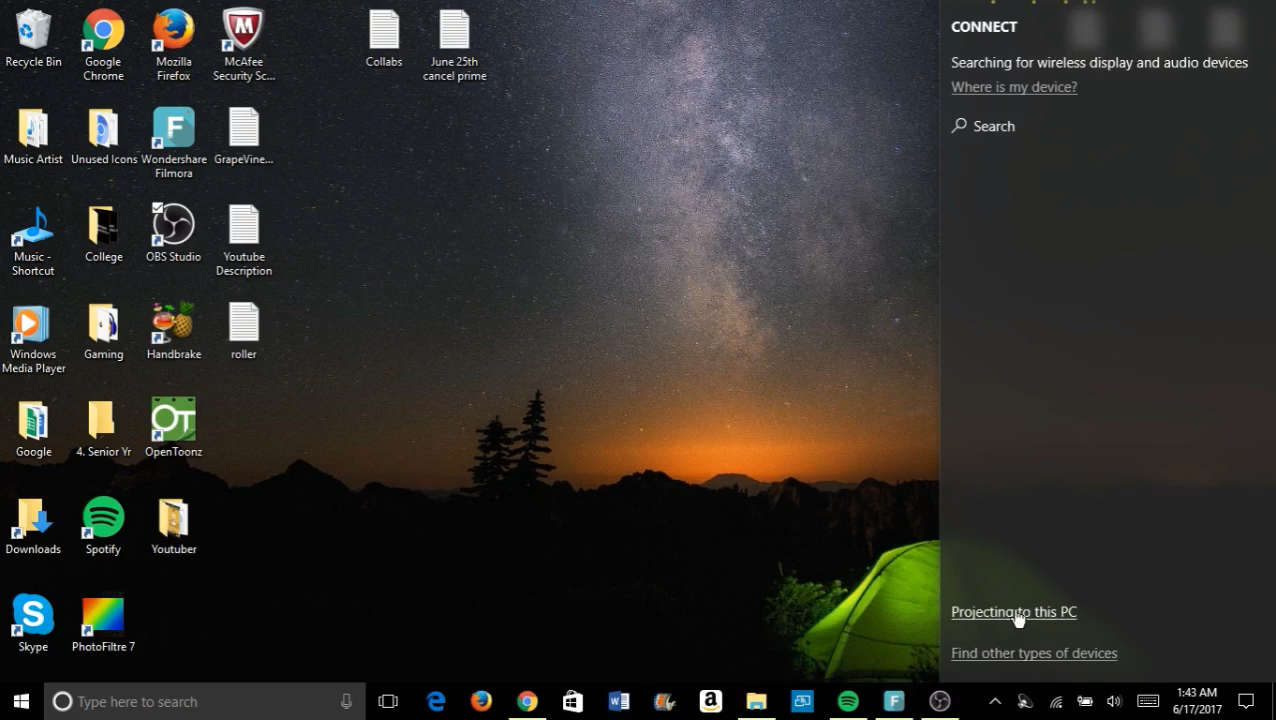 Recycle Bin
Google
Chrome
Mozilla
Firefox
McAfee
Security Sc...
Collabs
June 25th
cancel prime
Music Artist
Unused Icons
Wondershare
Filmora
GrapeVine...
Music -
Shortcut
College
OBS Studio
Youtube
Description
Windows
Media Player
Gaming
Handbrake
roller
Google
4. Senior Yr
OpenToonz
Downloads
Spotify
Youtuber
Skype
PhotoFiltre 7
CONNECT
Searching for wireless display and audio devices
Where is my device?
Search
Projecting to this PC
Find other types of devices
Type here to search
1:43 AM
6/17/2017